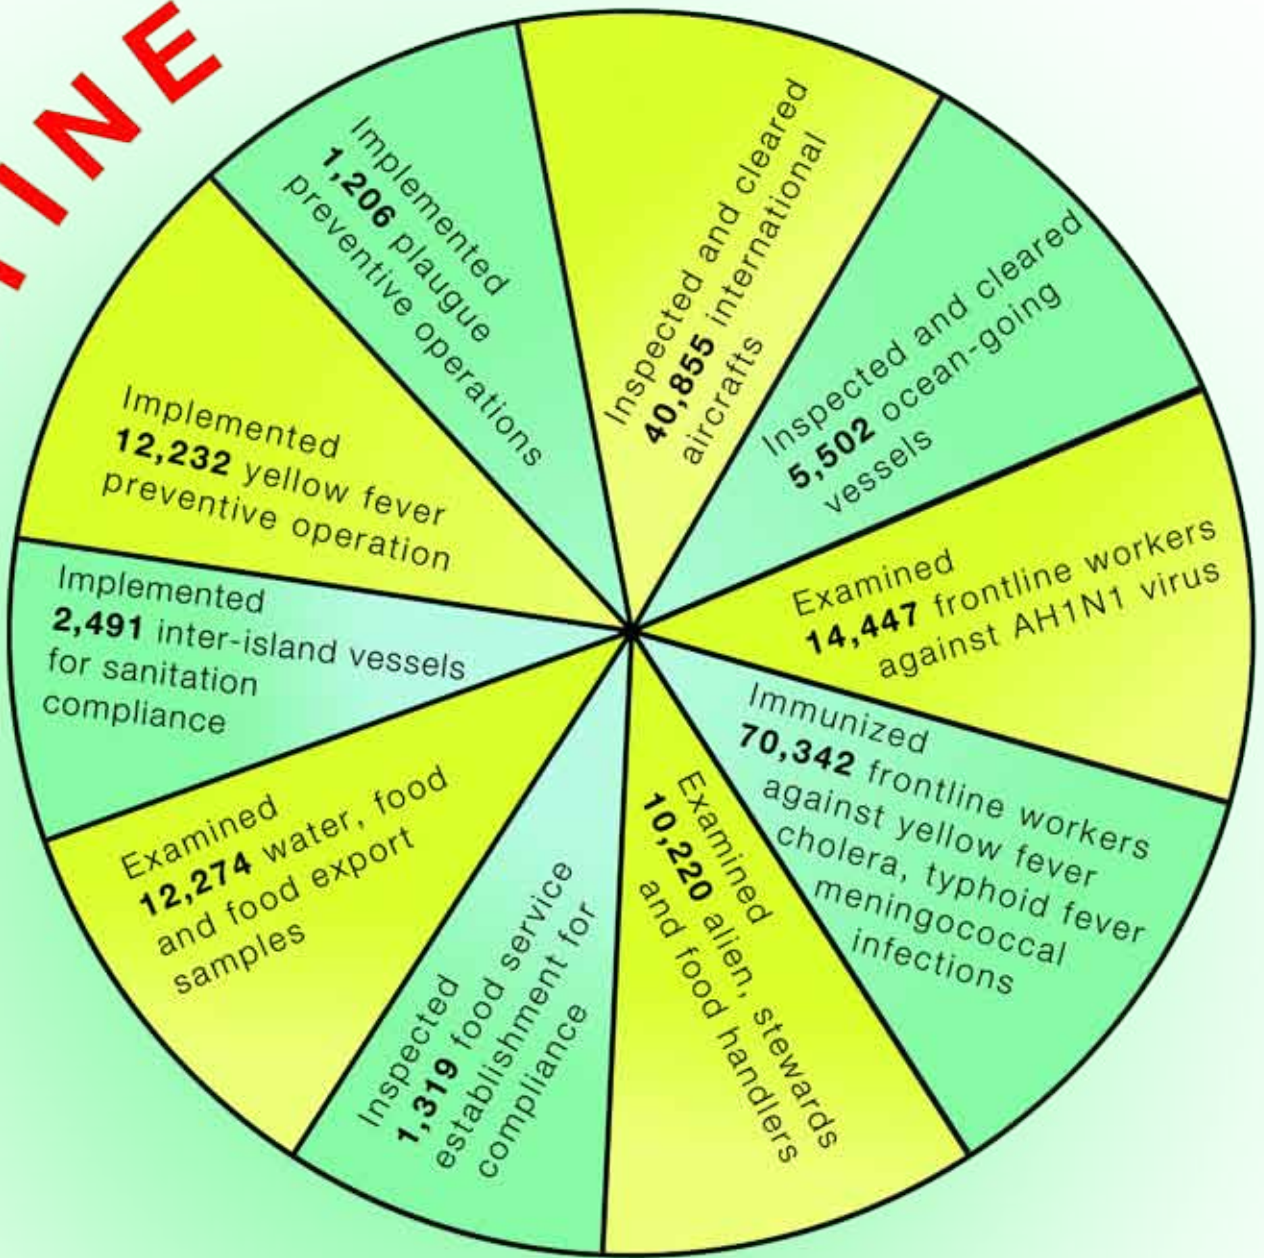 TINE
Inspected and cleared
40,855 international
aircrafts
Inspected and cleared
5,502 ocean-going
vessels
Examined
14,447 frontline workers
against AH1N1 virus
Immunized
70,342 frontline workers
against yellow fever
cholera, typhoid fever
meningococcal
infections
Examined
10,220 alien, stewards
and food handlers
Inspected
1,319 food service
establishment for
compliance
Examined
12,274 water, food
and food export
samples
Implemented
2,491 inter-island vessels
for sanitation
compliance
Implemented
12,232 yellow fever
preventive operation
Implemented
1,206 plaugue
preventive operations